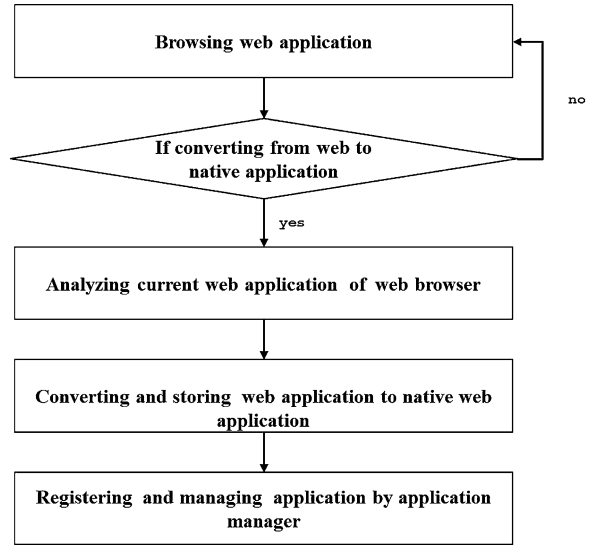 Browsing web application
no
If converting from web to
native application
yes
Analyzing current web application of web browser
Converting and storing web application to native web
application
Registering and managing application by application
manager